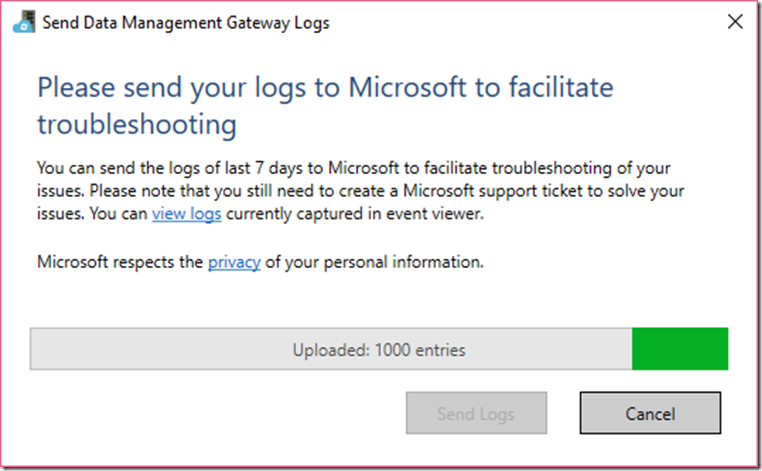 Send Data Management Gateway Logs
Please send your logs to Microsoft to facilitate
troubleshooting
You can send the logs of last 7 days to Microsoft to facilitate troubleshooting of your
issues. Please note that you still need to create a Microsoft support ticket to solve your
issues. You can view logs currently captured in event viewer.
Microsoft respects the privacy of your personal information.
Uploaded: 1000 entries
Send Logs
Cancel